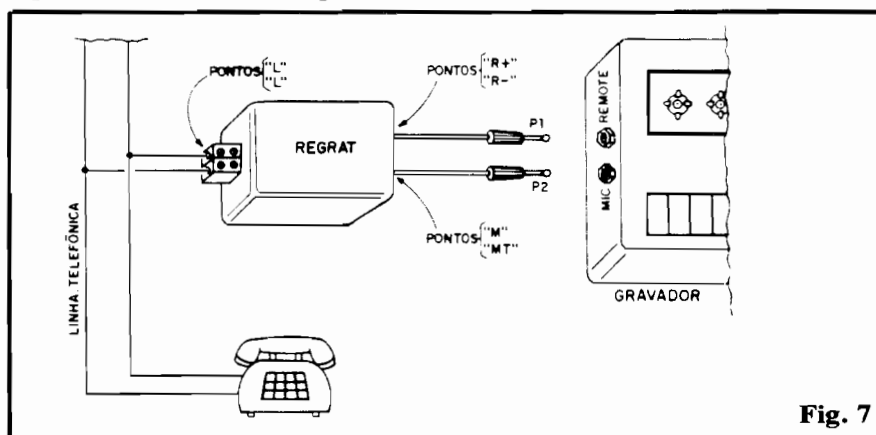 PONTOS "L"
"L"
PONTOS "R+"
"R-"
REGRAT
P1
P2
PONTOS "M"
"MT"
REMOTE
MIC
GRAVADOR
LINHA TELEFÔNICA
Fig. 7